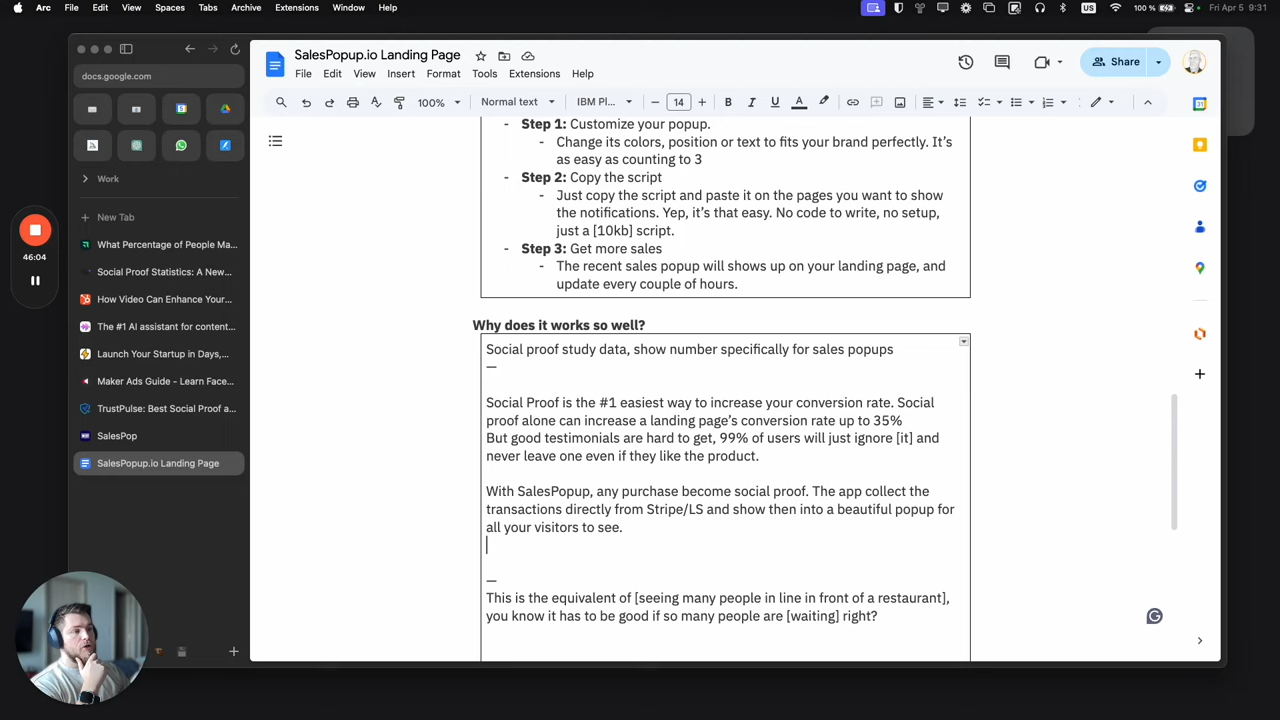 Arc File Edit View Spaces Tabs Archive Extensions Window Help US 100 % Fri Apr 5 9:31
docs.google.com
Work
New Tab
What Percentage of People Ma...
Social Proof Statistics: A New...
How Video Can Enhance Your...
The #1 AI assistant for content...
Launch Your Startup in Days,...
Maker Ads Guide - Learn Face...
TrustPulse: Best Social Proof a...
SalesPop
SalesPopup.io Landing Page
46:04
SalesPopup.io Landing Page
File Edit View Insert Format Tools Extensions Help
Share
100% Normal text IBM Pl... 14 B I U A
- Step 1: Customize your popup.
- Change its colors, position or text to fits your brand perfectly. It’s
as easy as counting to 3
- Step 2: Copy the script
- Just copy the script and paste it on the pages you want to show
the notifications. Yep, it’s that easy. No code to write, no setup,
just a [10kb] script.
- Step 3: Get more sales
- The recent sales popup will shows up on your landing page, and
update every couple of hours.
Why does it works so well?
Social proof study data, show number specifically for sales popups
—
Social Proof is the #1 easiest way to increase your conversion rate. Social
proof alone can increase a landing page’s conversion rate up to 35%
But good testimonials are hard to get, 99% of users will just ignore [it] and
never leave one even if they like the product.
With SalesPopup, any purchase become social proof. The app collect the
transactions directly from Stripe/LS and show then into a beautiful popup for
all your visitors to see.
—
This is the equivalent of [seeing many people in line in front of a restaurant],
you know it has to be good if so many people are [waiting] right?